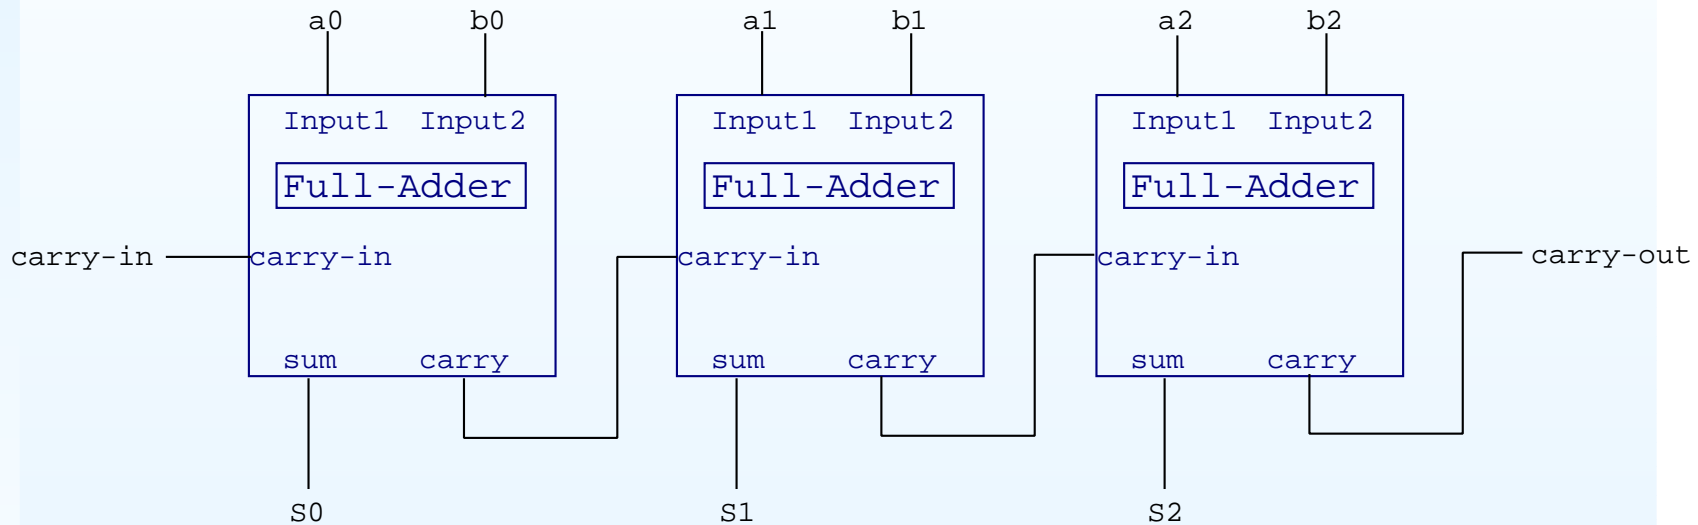 a0 b0 a1 b1 a2 b2
Input1 Input2 Input1 Input2 Input1 Input2
Full-Adder Full-Adder Full-Adder
carry-in carry-in carry-in carry-in carry-out
sum carry sum carry sum carry
S0 S1 S2